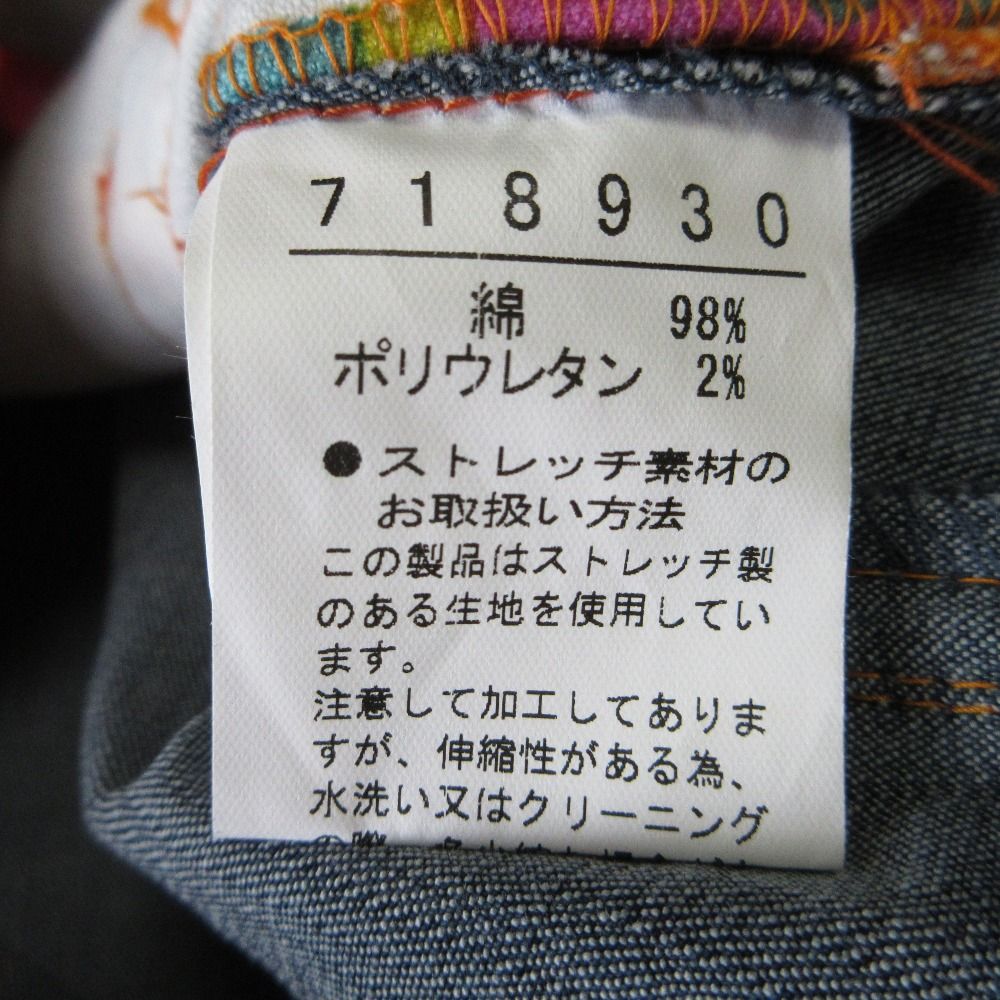 718930
綿 98%
ポリウレタン 2%
●ストレッチ素材の
お取扱い方法
この製品はストレッチ製
のある生地を使用してい
ます。
注意して加工してありま
すが、伸縮性がある為、
水洗い又はクリーニング